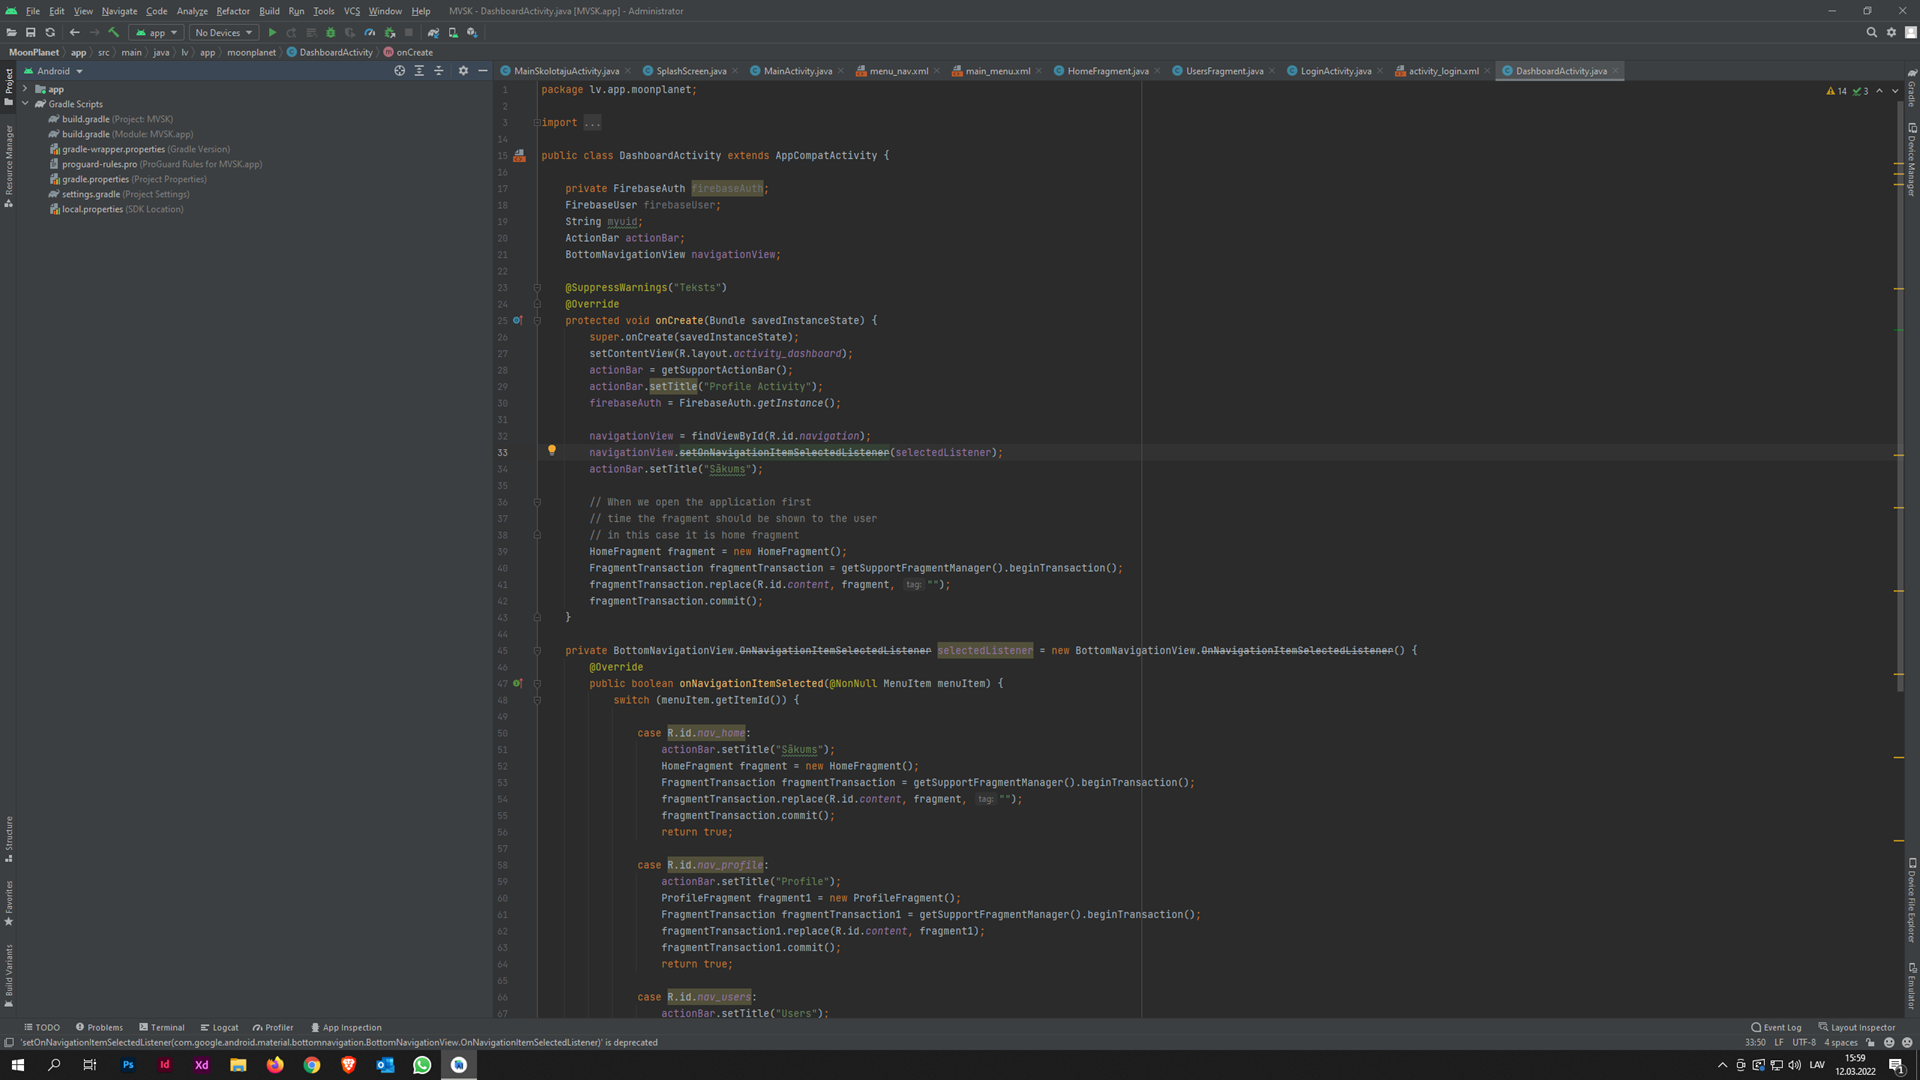 File Edit View Navigate Code Analyze Refactor Build Run Tools VCS Window Help MVSK - DashboardActivity.java [MVSK.app] - Administrator
app No Devices
MoonPlanet app src main java lv app moonplanet DashboardActivity onCreate
Android
MainSkolotajuActivity.java SplashScreen.java MainActivity.java menu_nav.xml main_menu.xml HomeFragment.java UsersFragment.java LoginActivity.java activity_login.xml DashboardActivity.java
Project
Resource Manager
Structure
Favorites
Build Variants
app
Gradle Scripts
build.gradle (Project: MVSK)
build.gradle (Module: MVSK.app)
gradle-wrapper.properties (Gradle Version)
proguard-rules.pro (ProGuard Rules for MVSK.app)
gradle.properties (Project Properties)
settings.gradle (Project Settings)
local.properties (SDK Location)
14 3
1 package lv.app.moonplanet;
2
3 import ...
14
15 public class DashboardActivity extends AppCompatActivity {
16
17 private FirebaseAuth firebaseAuth;
18 FirebaseUser firebaseUser;
19 String myuid;
20 ActionBar actionBar;
21 BottomNavigationView navigationView;
22
23 @SuppressWarnings("Teksts")
24 @Override
25 protected void onCreate(Bundle savedInstanceState) {
26 super.onCreate(savedInstanceState);
27 setContentView(R.layout.activity_dashboard);
28 actionBar = getSupportActionBar();
29 actionBar.setTitle("Profile Activity");
30 firebaseAuth = FirebaseAuth.getInstance();
31
32 navigationView = findViewById(R.id.navigation);
33 navigationView.setOnNavigationItemSelectedListener(selectedListener);
34 actionBar.setTitle("Sākums");
35
36 // When we open the application first
37 // time the fragment should be shown to the user
38 // in this case it is home fragment
39 HomeFragment fragment = new HomeFragment();
40 FragmentTransaction fragmentTransaction = getSupportFragmentManager().beginTransaction();
41 fragmentTransaction.replace(R.id.content, fragment, tag: "");
42 fragmentTransaction.commit();
43 }
44
45 private BottomNavigationView.OnNavigationItemSelectedListener selectedListener = new BottomNavigationView.OnNavigationItemSelectedListener() {
46 @Override
47 public boolean onNavigationItemSelected(@NonNull MenuItem menuItem) {
48 switch (menuItem.getItemId()) {
49
50 case R.id.nav_home:
51 actionBar.setTitle("Sākums");
52 HomeFragment fragment = new HomeFragment();
53 FragmentTransaction fragmentTransaction = getSupportFragmentManager().beginTransaction();
54 fragmentTransaction.replace(R.id.content, fragment, tag: "");
55 fragmentTransaction.commit();
56 return true;
57
58 case R.id.nav_profile:
59 actionBar.setTitle("Profile");
60 ProfileFragment fragment1 = new ProfileFragment();
61 FragmentTransaction fragmentTransaction1 = getSupportFragmentManager().beginTransaction();
62 fragmentTransaction1.replace(R.id.content, fragment1);
63 fragmentTransaction1.commit();
64 return true;
65
66 case R.id.nav_users:
67 actionBar.setTitle("Users");
Gradle
Device Manager
Device File Explorer
Emulator
TODO Problems Terminal Logcat Profiler App Inspection Event Log Layout Inspector
'setOnNavigationItemSelectedListener(com.google.android.material.bottomnavigation.BottomNavigationView.OnNavigationItemSelectedListener)' is deprecated 33:50 LF UTF-8 4 spaces
Ps Id Xd LAV 15:59
12.03.2022 1